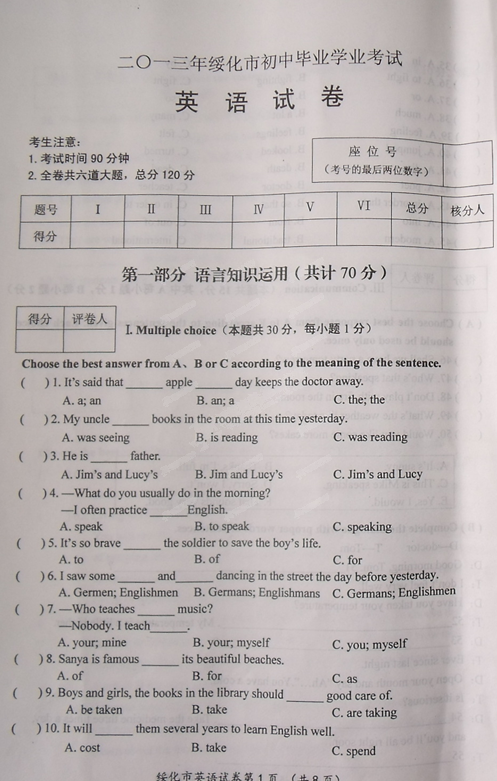 二〇一三年绥化市初中毕业学业考试
英 语 试 卷
考生注意:
1. 考试时间 90 分钟
2. 全卷共六道大题，总分 120 分
座 位 号
（考号的最后两位数字）
题号 I II III IV V VI 总分 核分人
得分
第一部分 语言知识运用（共计 70 分）
得分 评卷人
I. Multiple choice（本题共 30 分，每小题 1 分）
Choose the best answer from A、B or C according to the meaning of the sentence.
( ) 1. It's said that ______ apple ______ day keeps the doctor away.
A. a; an B. an; a C. the; the
( ) 2. My uncle ______ books in the room at this time yesterday.
A. was seeing B. is reading C. was reading
( ) 3. He is ______ father.
A. Jim's and Lucy's B. Jim and Lucy's C. Jim's and Lucy
( ) 4. —What do you usually do in the morning?
—I often practice ______English.
A. speak B. to speak C. speaking
( ) 5. It's so brave ______ the soldier to save the boy's life.
A. to B. of C. for
( ) 6. I saw some ______ and______ dancing in the street the day before yesterday.
A. Germen; Englishmen B. Germans; Englishmans C. Germans; Englishmen
( ) 7. —Who teaches ______ music?
—Nobody. I teach______.
A. your; mine B. your; myself C. you; myself
( ) 8. Sanya is famous ______ its beautiful beaches.
A. of B. for C. as
( ) 9. Boys and girls, the books in the library should ______ good care of.
A. be taken B. take C. are taking
( ) 10. It will ______ them several years to learn English well.
A. cost B. take C. spend
绥化市英语试卷第 1 页 （共 8 页）